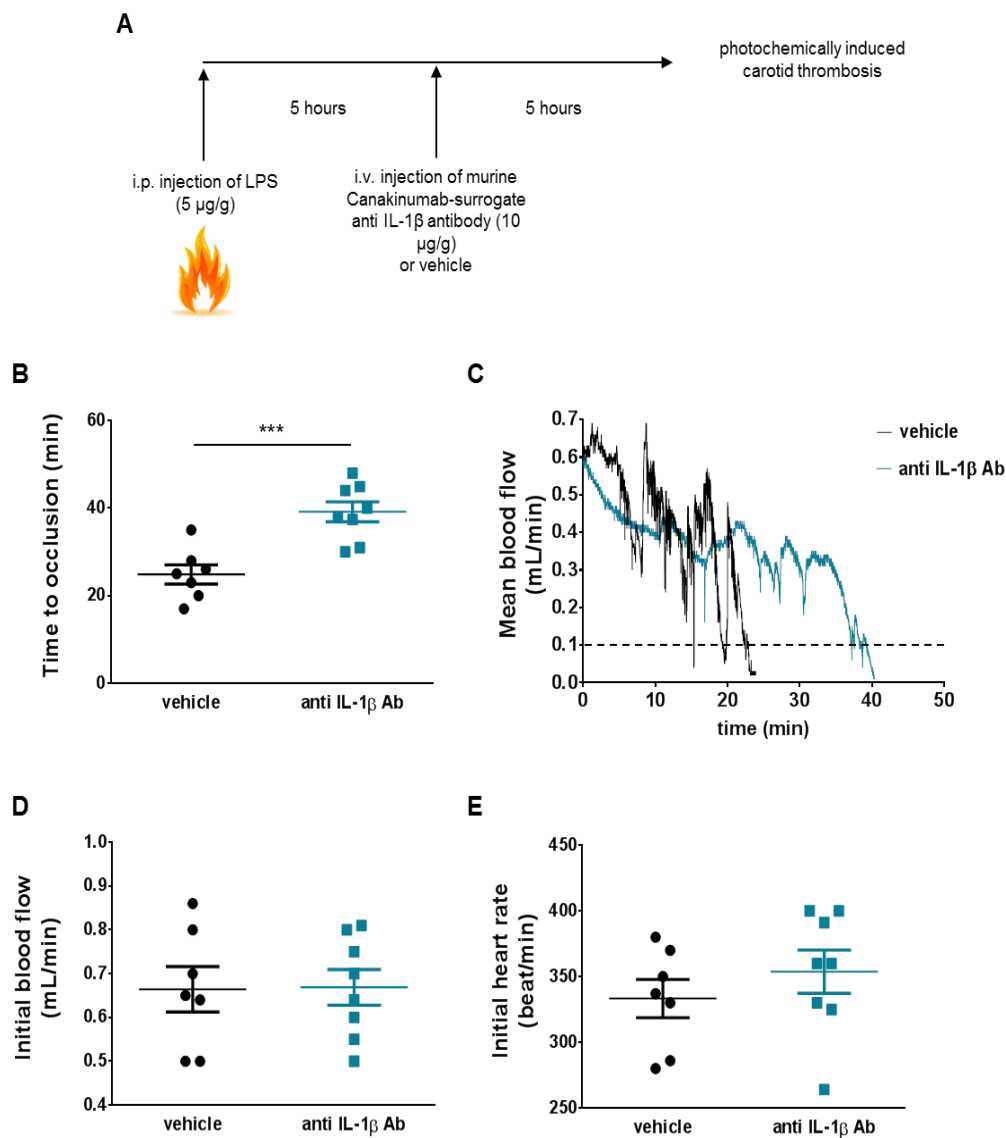 A
photochemically induced
carotid thrombosis
5 hours
5 hours
i.p. injection of LPS
(5 µg/g)
i.v. injection of murine
Canakinumab-surrogate
anti IL-1β antibody (10
µg/g)
or vehicle
B
Time to occlusion (min)
60
40
20
0
***
vehicle
anti IL-1β Ab
C
Mean blood flow
(mL/min)
0.7
0.6
0.5
0.4
0.3
0.2
0.1
0.0
0
10
20
30
40
50
time (min)
vehicle
anti IL-1β Ab
D
Initial blood flow
(mL/min)
1.0
0.9
0.8
0.7
0.6
0.5
0.4
vehicle
anti IL-1β Ab
E
Initial heart rate
(beat/min)
450
400
350
300
250
vehicle
anti IL-1β Ab